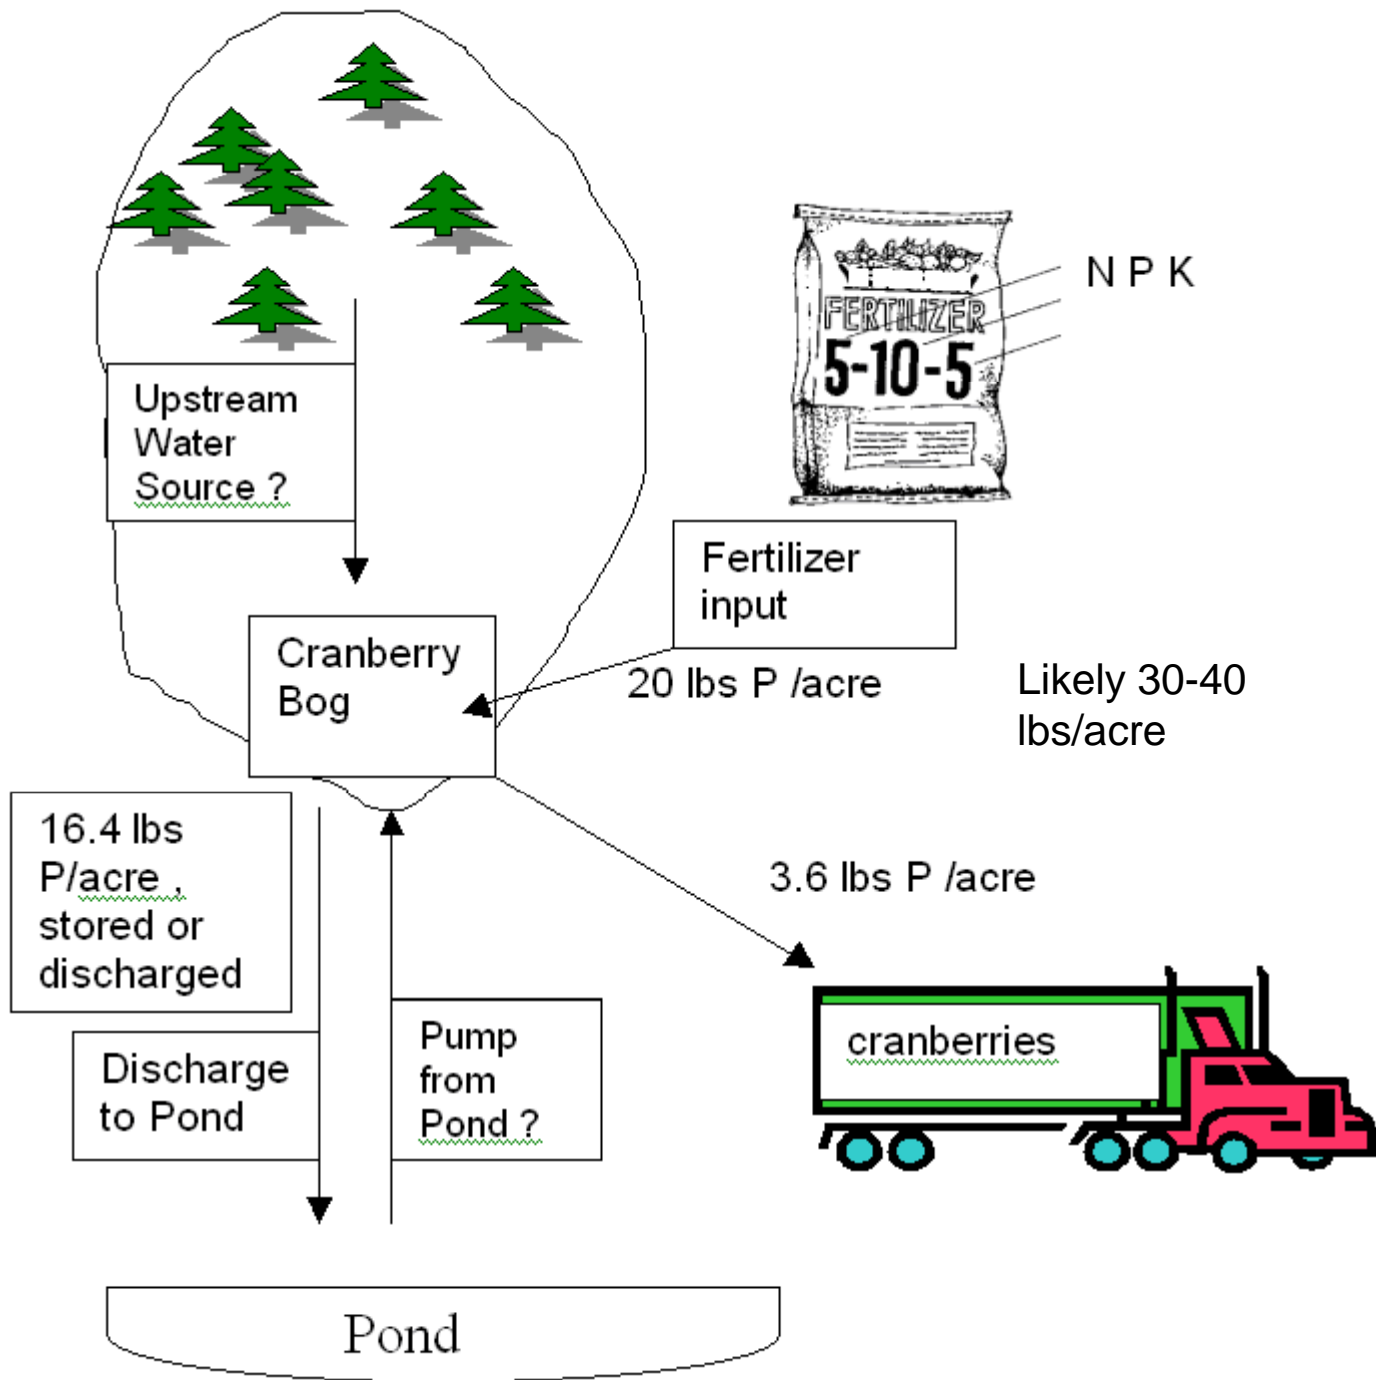 N P K
FERTILIZER
5-10-5
Upstream
Water
Source ?
Fertilizer
input
Cranberry
Bog
20 lbs P /acre
Likely 30-40
lbs/acre
16.4 lbs
P/acre ,
stored or
discharged
3.6 lbs P /acre
Discharge
to Pond
Pump
from
Pond ?
cranberries
Pond